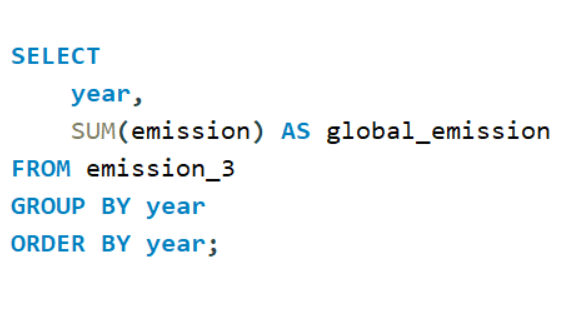 SELECT
    year,
    SUM(emission) AS global_emission
FROM emission_3
GROUP BY year
ORDER BY year;